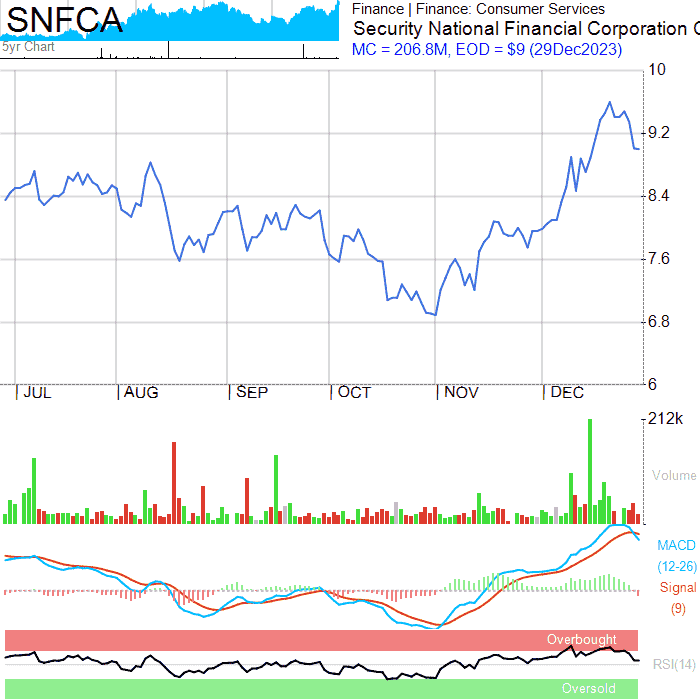 SNFCA
5yr Chart
Finance | Finance: Consumer Services
Security National Financial Corporation
MC = 206.8M, EOD = $9 (29Dec2023)
10
9.2
8.4
7.6
6.8
6
JUL
AUG
SEP
OCT
NOV
DEC
212k
Volume
MACD
(12-26)
Signal
(9)
Overbought
RSI(14)
Oversold